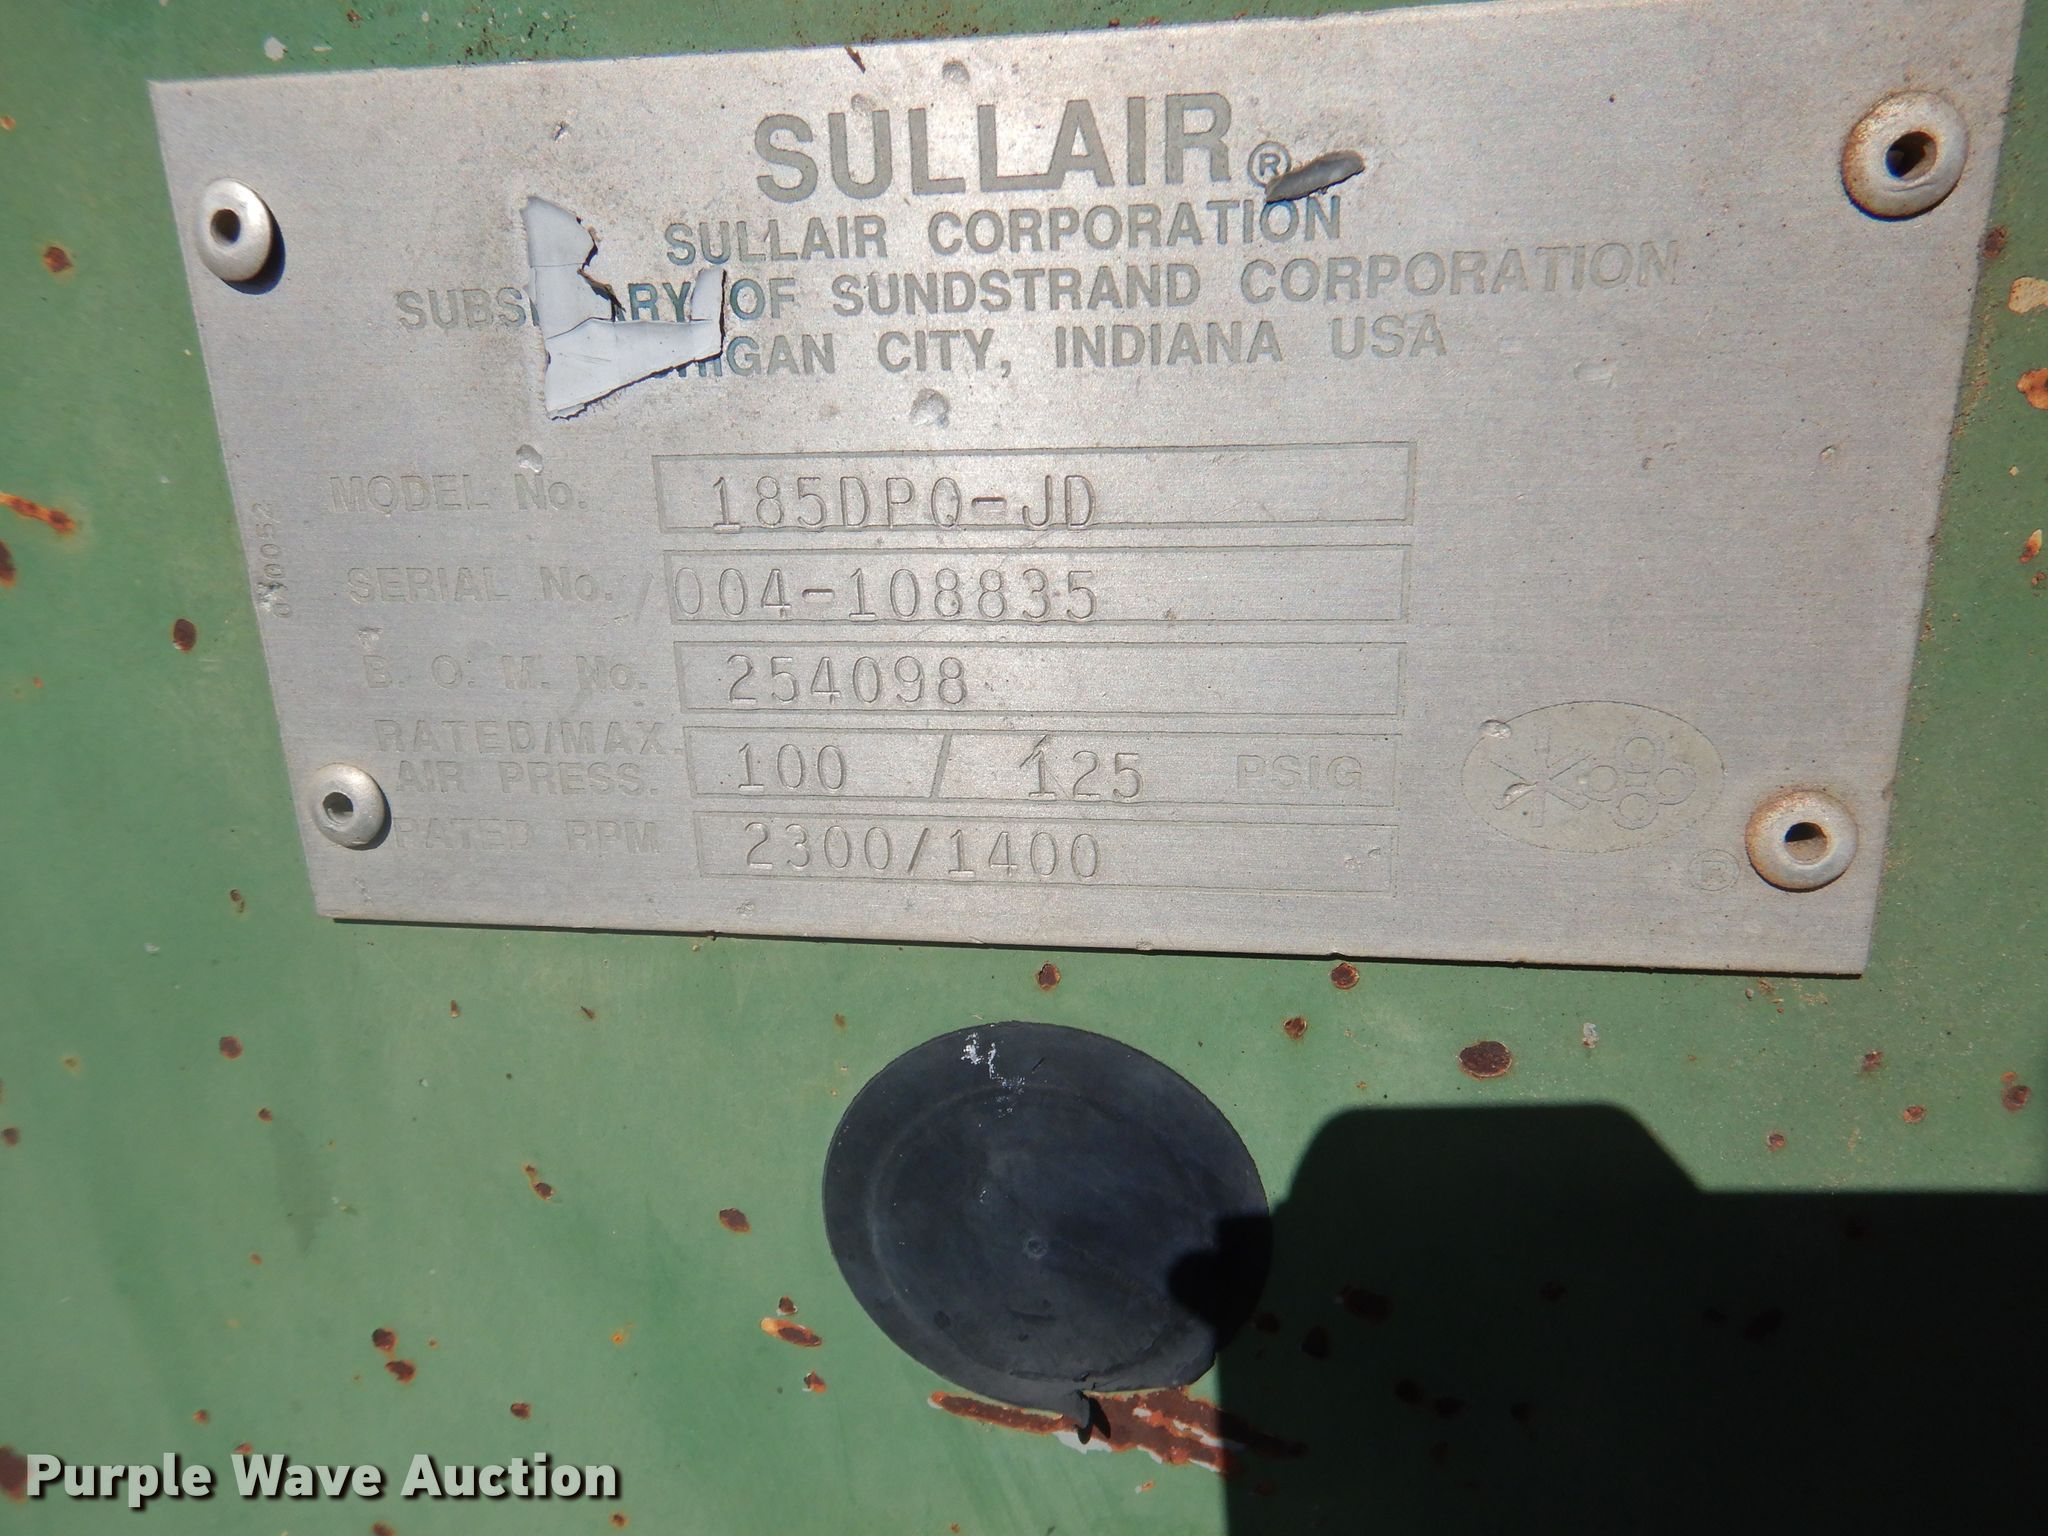 SULLAIR®
SULLAIR CORPORATION
OF SUNDSTRAND CORPORATION
CITY, INDIANA USA
MODEL No. 185DPQ-JD
SERIAL No. 004-108835
B. O. M. No. 254098
RATED/MAX. AIR PRESS. 100 / 125 PSIG
RATED RPM 2300/1400
®
Purple Wave Auction